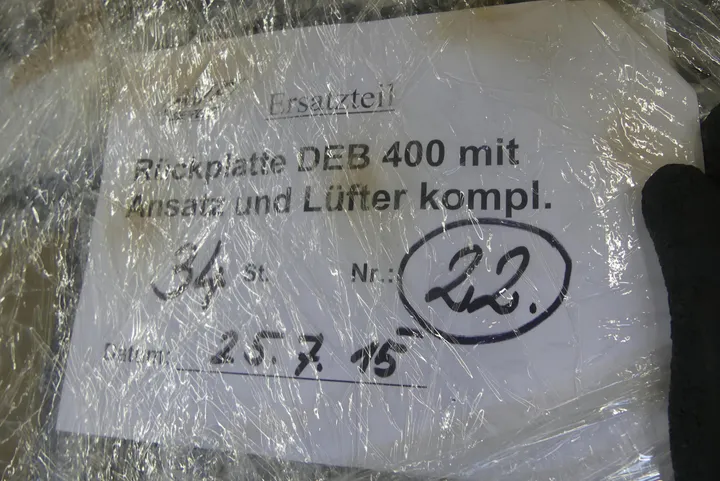 Ersatzteil
Rückplatte DEB 400 mit
Ansatz und Lüfter kompl.
34 St. Nr.: 22.
Datum: 25.7.15